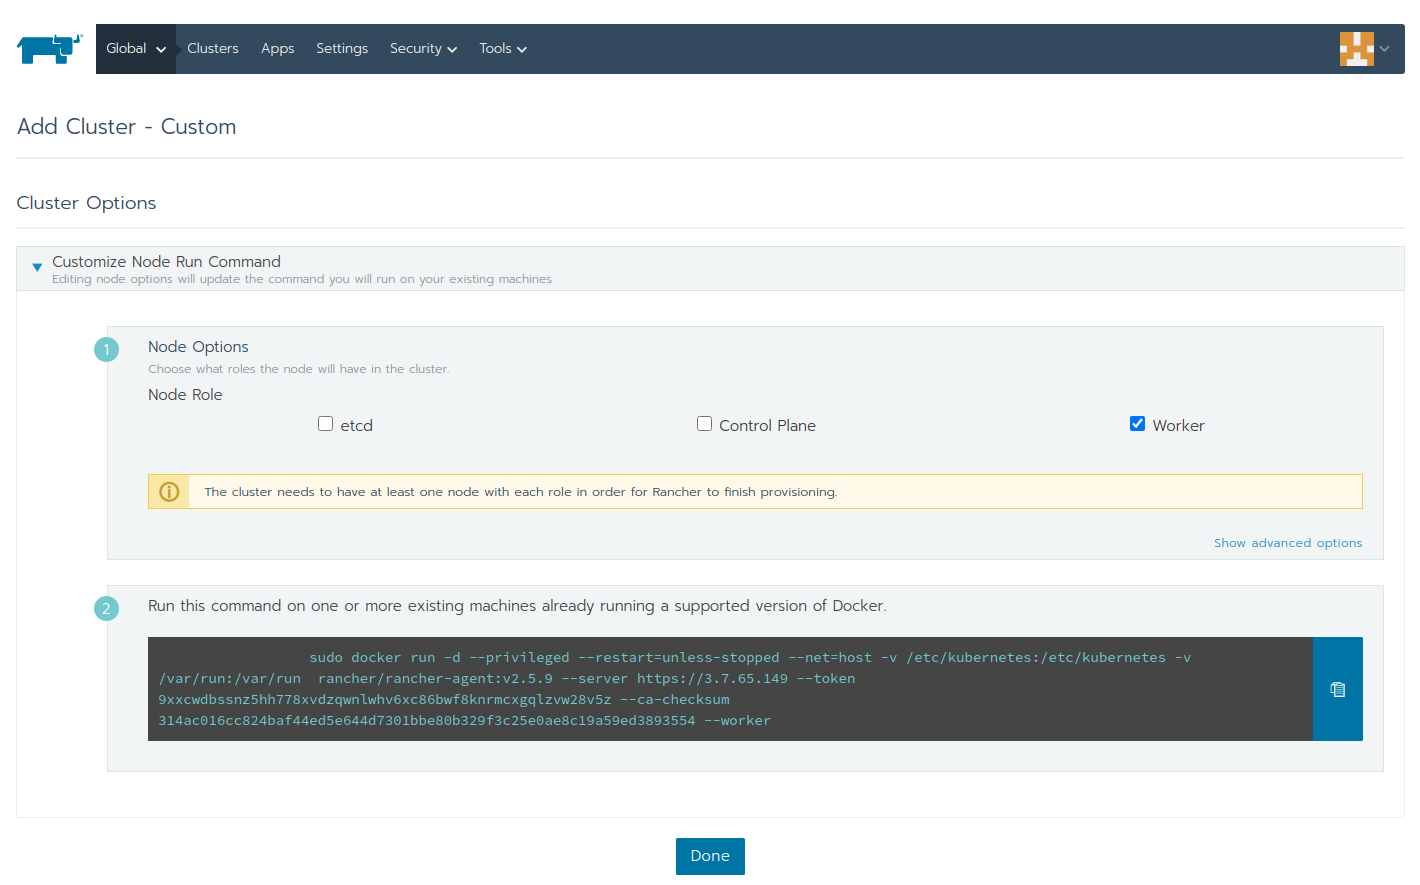 Global Clusters Apps Settings Security Tools
Add Cluster - Custom
Cluster Options
Customize Node Run Command
Editing node options will update the command you will run on your existing machines
1
Node Options
Choose what roles the node will have in the cluster.
Node Role
etcd Control Plane Worker
The cluster needs to have at least one node with each role in order for Rancher to finish provisioning.
Show advanced options
2
Run this command on one or more existing machines already running a supported version of Docker.
sudo docker run -d --privileged --restart=unless-stopped --net=host -v /etc/kubernetes:/etc/kubernetes -v
/var/run:/var/run  rancher/rancher-agent:v2.5.9 --server https://3.7.65.149 --token
9xxcwdbssnz5hh778xvdzqwnlwhv6xc86bwf8knrmcxgqlzvw28v5z --ca-checksum
314ac016cc824baf44ed5e644d7301bbe80b329f3c25e0ae8c19a59ed3893554 --worker
Done